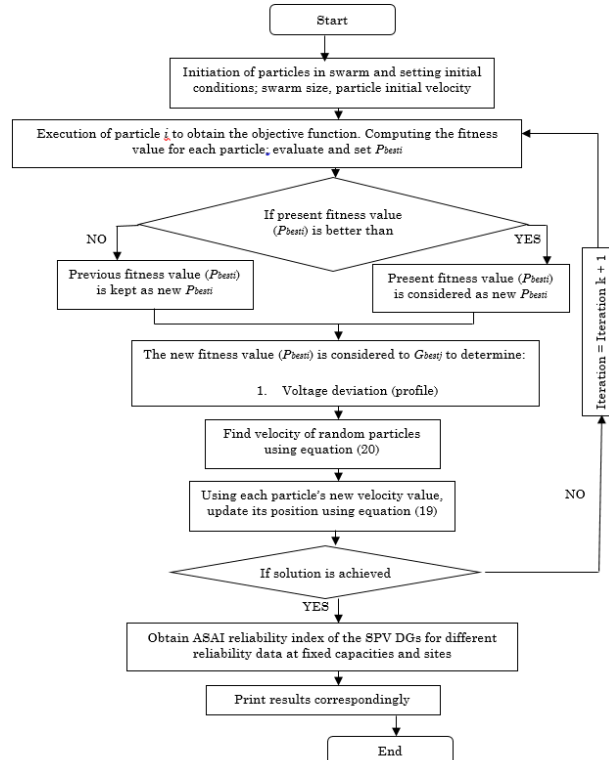 Start
Initiation of particles in swarm and setting initial
conditions; swarm size, particle initial velocity
Execution of particle i to obtain the objective function. Computing the fitness
value for each particle; evaluate and set Pbesti
If present fitness value
(Pbesti) is better than
NO
YES
Previous fitness value (Pbesti)
is kept as new Pbesti
Present fitness value (Pbesti)
is considered as new Pbesti
The new fitness value (Pbesti) is considered to Gbestj to determine:
1. Voltage deviation (profile)
Find velocity of random particles
using equation (20)
Using each particle's new velocity value,
update its position using equation (19)
If solution is achieved
NO
Iteration = Iteration k + 1
YES
Obtain ASAI reliability index of the SPV DGs for different
reliability data at fixed capacities and sites
Print results correspondingly
End